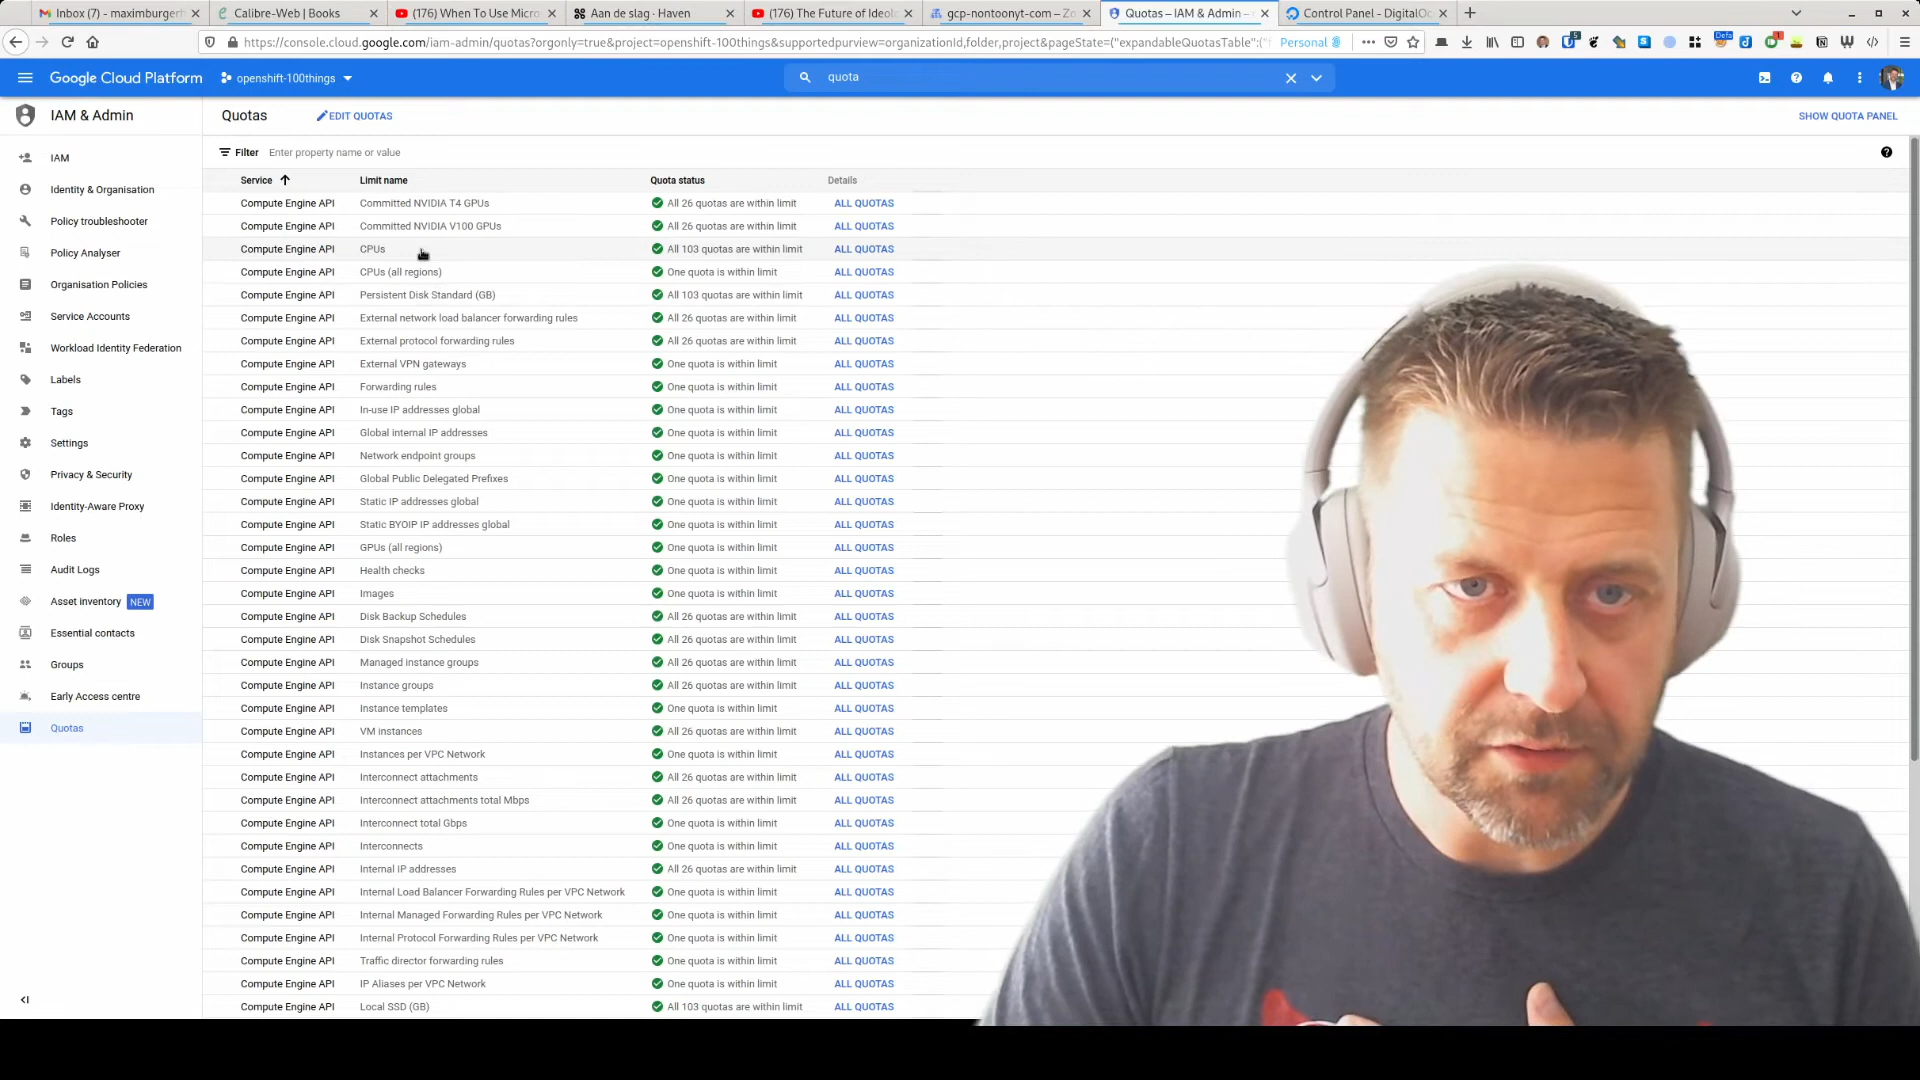 Inbox (7) - maximburgerh
Calibre-Web | Books
(176) When To Use Micro
Aan de slag · Haven
(176) The Future of Ideol
gcp-nontoonyt-com – Zo
Quotas – IAM & Admin –
Control Panel - DigitalOc
https://console.cloud.google.com/iam-admin/quotas?orgonly=true&project=openshift-100things&supportedpurview=organizationId,folder,project&pageState=("expandableQuotasTable":("f
Personal
Google Cloud Platform
openshift-100things
quota
IAM & Admin
Quotas
EDIT QUOTAS
SHOW QUOTA PANEL
Filter Enter property name or value
IAM
Identity & Organisation
Policy troubleshooter
Policy Analyser
Organisation Policies
Service Accounts
Workload Identity Federation
Labels
Tags
Settings
Privacy & Security
Identity-Aware Proxy
Roles
Audit Logs
Asset inventory NEW
Essential contacts
Groups
Early Access centre
Quotas
Service Limit name Quota status Details
Compute Engine API Committed NVIDIA T4 GPUs All 26 quotas are within limit ALL QUOTAS
Compute Engine API Committed NVIDIA V100 GPUs All 26 quotas are within limit ALL QUOTAS
Compute Engine API CPUs All 103 quotas are within limit ALL QUOTAS
Compute Engine API CPUs (all regions) One quota is within limit ALL QUOTAS
Compute Engine API Persistent Disk Standard (GB) All 103 quotas are within limit ALL QUOTAS
Compute Engine API External network load balancer forwarding rules All 26 quotas are within limit ALL QUOTAS
Compute Engine API External protocol forwarding rules All 26 quotas are within limit ALL QUOTAS
Compute Engine API External VPN gateways One quota is within limit ALL QUOTAS
Compute Engine API Forwarding rules One quota is within limit ALL QUOTAS
Compute Engine API In-use IP addresses global One quota is within limit ALL QUOTAS
Compute Engine API Global internal IP addresses One quota is within limit ALL QUOTAS
Compute Engine API Network endpoint groups One quota is within limit ALL QUOTAS
Compute Engine API Global Public Delegated Prefixes One quota is within limit ALL QUOTAS
Compute Engine API Static IP addresses global One quota is within limit ALL QUOTAS
Compute Engine API Static BYOIP IP addresses global One quota is within limit ALL QUOTAS
Compute Engine API GPUs (all regions) One quota is within limit ALL QUOTAS
Compute Engine API Health checks One quota is within limit ALL QUOTAS
Compute Engine API Images One quota is within limit ALL QUOTAS
Compute Engine API Disk Backup Schedules All 26 quotas are within limit ALL QUOTAS
Compute Engine API Disk Snapshot Schedules All 26 quotas are within limit ALL QUOTAS
Compute Engine API Managed instance groups All 26 quotas are within limit ALL QUOTAS
Compute Engine API Instance groups All 26 quotas are within limit ALL QUOTAS
Compute Engine API Instance templates One quota is within limit ALL QUOTAS
Compute Engine API VM instances All 26 quotas are within limit ALL QUOTAS
Compute Engine API Instances per VPC Network One quota is within limit ALL QUOTAS
Compute Engine API Interconnect attachments All 26 quotas are within limit ALL QUOTAS
Compute Engine API Interconnect attachments total Mbps All 26 quotas are within limit ALL QUOTAS
Compute Engine API Interconnect total Gbps One quota is within limit ALL QUOTAS
Compute Engine API Interconnects One quota is within limit ALL QUOTAS
Compute Engine API Internal IP addresses All 26 quotas are within limit ALL QUOTAS
Compute Engine API Internal Load Balancer Forwarding Rules per VPC Network One quota is within limit ALL QUOTAS
Compute Engine API Internal Managed Forwarding Rules per VPC Network One quota is within limit ALL QUOTAS
Compute Engine API Internal Protocol Forwarding Rules per VPC Network One quota is within limit ALL QUOTAS
Compute Engine API Traffic director forwarding rules One quota is within limit ALL QUOTAS
Compute Engine API IP Aliases per VPC Network One quota is within limit ALL QUOTAS
Compute Engine API Local SSD (GB) All 103 quotas are within limit ALL QUOTAS